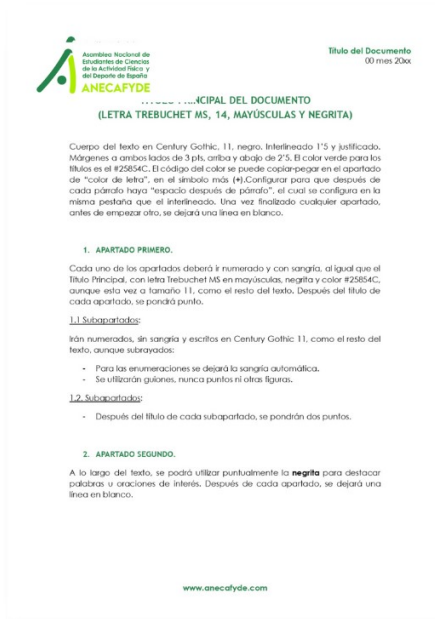 Asamblea Nacional de
Estudiantes de Ciencias
de la Actividad Física y
del Deporte de España
ANECAFYDE
Título del Documento
00 mes 20xx
TÍTULO PRINCIPAL DEL DOCUMENTO
(LETRA TREBUCHET MS, 14, MAYÚSCULAS Y NEGRITA)
Cuerpo del texto en Century Gothic, 11, negro. Interlineado 1'5 y justificado.
Márgenes a ambos lados de 3 pts, arriba y abajo de 2'5. El color verde para los
títulos es el #25854C. El código del color se puede copiar-pegar en el apartado
de "color de letra", en el símbolo más (+).Configurar para que después de
cada párrafo haya "espacio después de párrafo", el cual se configura en la
misma pestaña que el interlineado. Una vez finalizado cualquier apartado,
antes de empezar otro, se dejará una línea en blanco.
1. APARTADO PRIMERO.
Cada uno de los apartados deberá ir numerado y con sangría, al igual que el
Título Principal, con letra Trebuchet MS en mayúsculas, negrita y color #25854C,
aunque esta vez a tamaño 11, como el resto del texto. Después del título de
cada apartado, se pondrá punto.
1.1 Subapartados:
Irán numerados, sin sangría y escritos en Century Gothic 11, como el resto del
texto, aunque subrayados:
- Para las enumeraciones se dejará la sangría automática.
- Se utilizarán guiones, nunca puntos ni otras figuras.
1.2. Subapartados:
- Después del título de cada subapartado, se pondrán dos puntos.
2. APARTADO SEGUNDO.
A lo largo del texto, se podrá utilizar puntualmente la negrita para destacar
palabras u oraciones de interés. Después de cada apartado, se dejará una
línea en blanco.
www.anecafyde.com